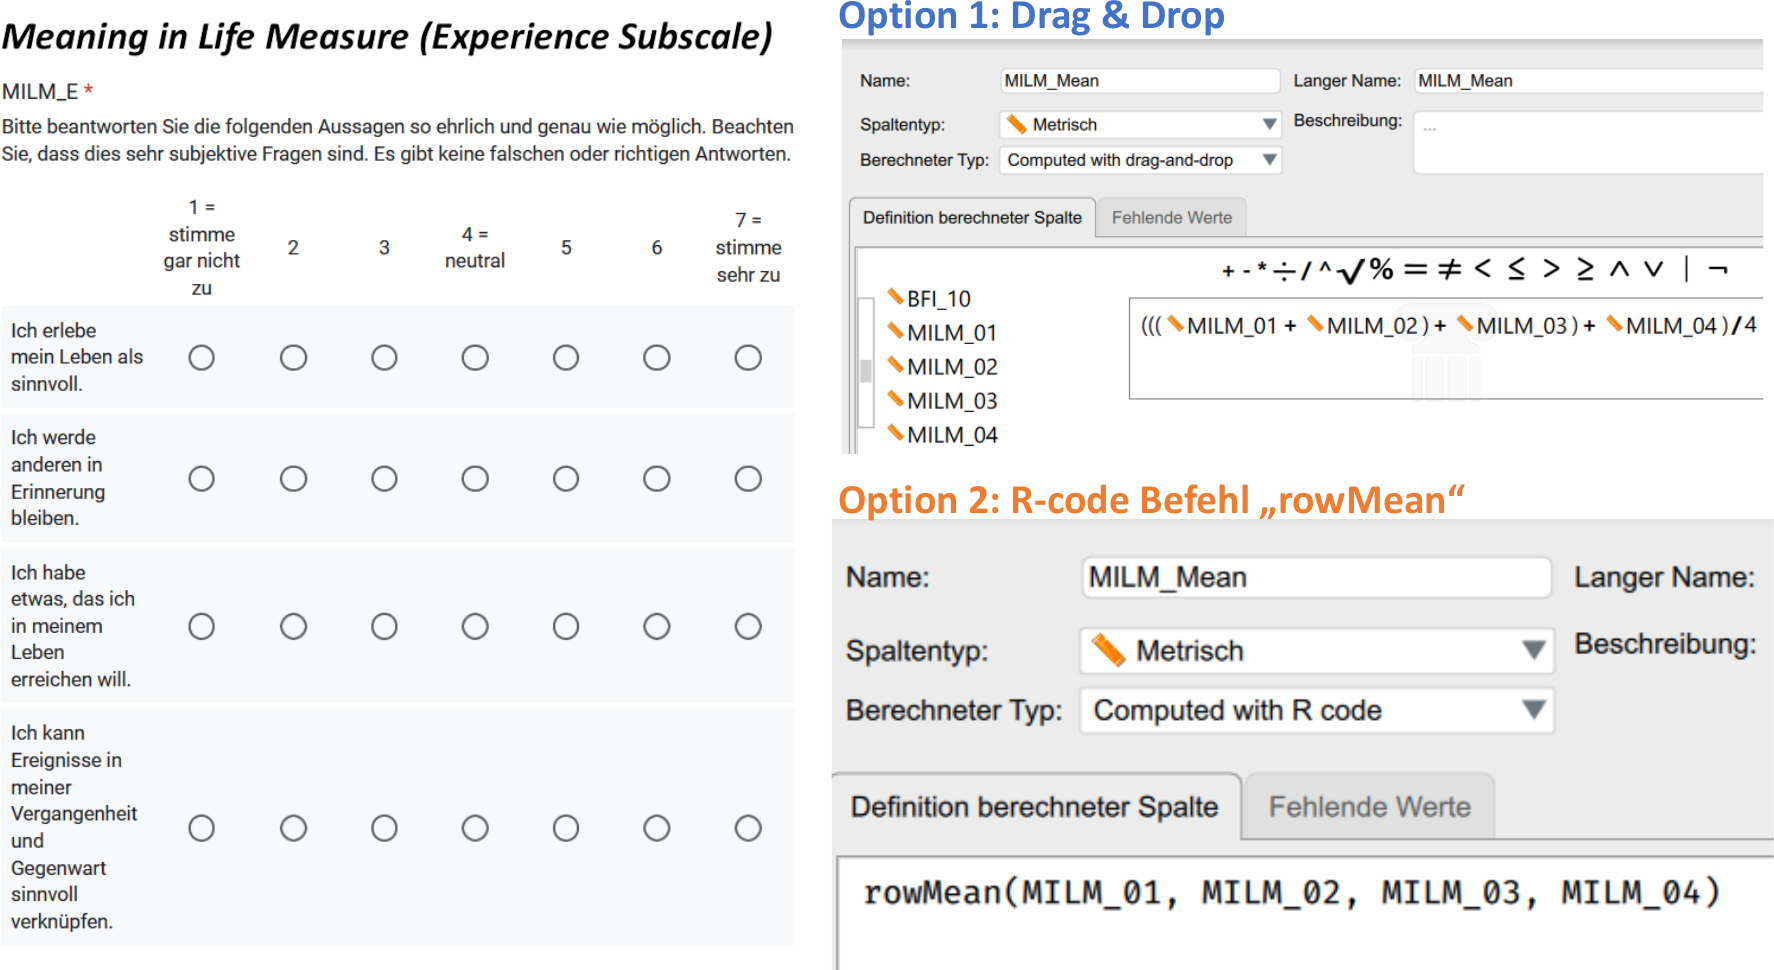 Meaning in Life Measure (Experience Subscale)
MILM_E *
Bitte beantworten Sie die folgenden Aussagen so ehrlich und genau wie möglich. Beachten
Sie, dass dies sehr subjektive Fragen sind. Es gibt keine falschen oder richtigen Antworten.
1 =
stimme
gar nicht
zu
2
3
4 =
neutral
5
6
7 =
stimme
sehr zu
Ich erlebe
mein Leben als
sinnvoll.
Ich werde
anderen in
Erinnerung
bleiben.
Ich habe
etwas, das ich
in meinem
Leben
erreichen will.
Ich kann
Ereignisse in
meiner
Vergangenheit
und
Gegenwart
sinnvoll
verknüpfen.
Option 1: Drag & Drop
Name: MILM_Mean Langer Name: MILM_Mean
Spaltentyp: Metrisch Beschreibung: ...
Berechneter Typ: Computed with drag-and-drop
Definition berechneter Spalte Fehlende Werte
+ - * ÷ / ^ √ % = ≠ < ≤ > ≥ ∧ ∨ | ¬
BFI_10
MILM_01
MILM_02
MILM_03
MILM_04
(((MILM_01 + MILM_02) + MILM_03) + MILM_04)/4
Option 2: R-code Befehl „rowMean“
Name: MILM_Mean Langer Name:
Spaltentyp: Metrisch Beschreibung:
Berechneter Typ: Computed with R code
Definition berechneter Spalte Fehlende Werte
rowMean(MILM_01, MILM_02, MILM_03, MILM_04)